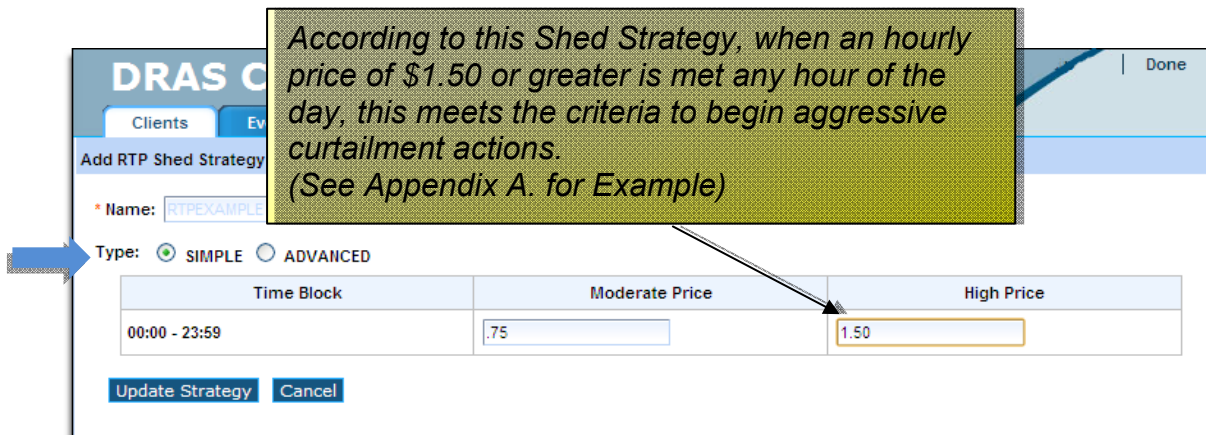 According to this Shed Strategy, when an hourly
price of $1.50 or greater is met any hour of the
day, this meets the criteria to begin aggressive
curtailment actions.
(See Appendix A. for Example)
DRAS C
Done
Clients Ev
Add RTP Shed Strategy
* Name: RTPEXAMPLE
Type: SIMPLE ADVANCED
Time Block Moderate Price High Price
00:00 - 23:59 .75 1.50
Update Strategy Cancel